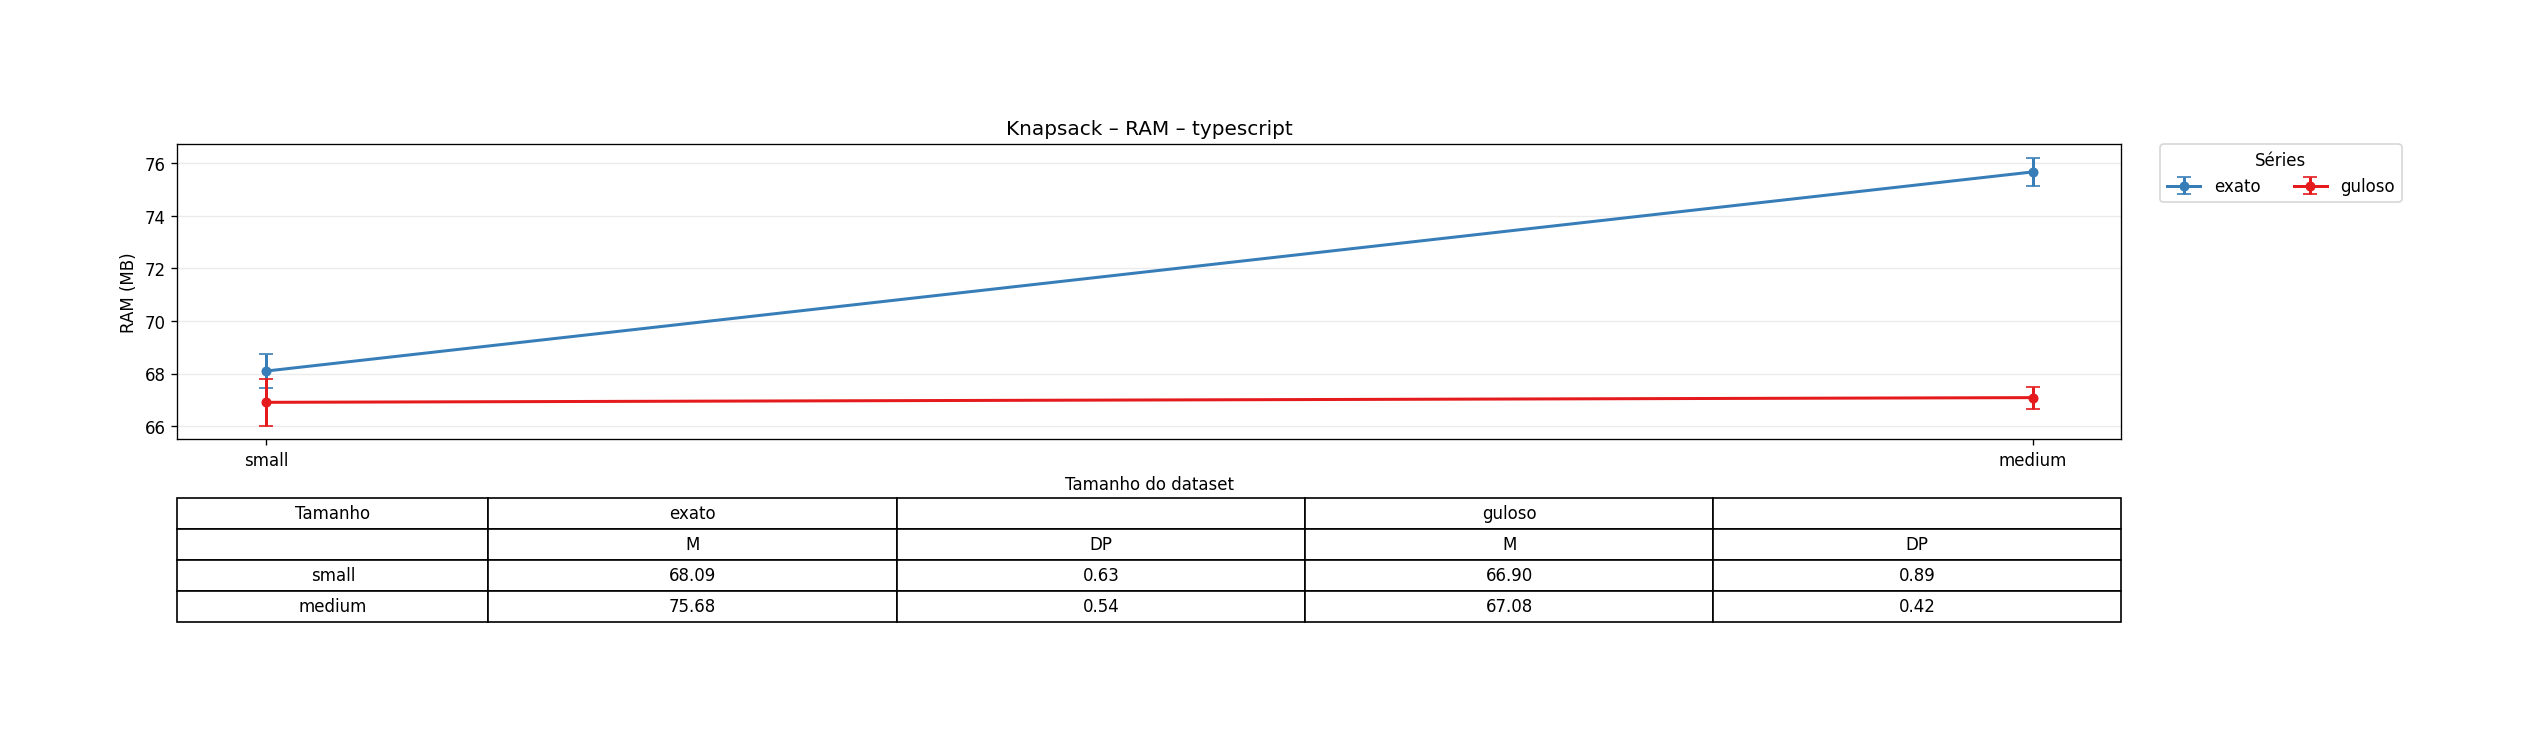 Knapsack – RAM – typescript
Séries
exato guloso
RAM (MB)
76
74
72
70
68
66
small medium
Tamanho do dataset
Tamanho exato guloso
M DP M DP
small 68.09 0.63 66.90 0.89
medium 75.68 0.54 67.08 0.42